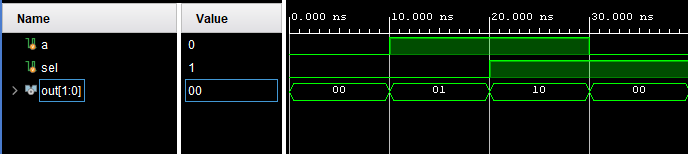 Name Value 0.000 ns 10.000 ns 20.000 ns 30.000 ns
a 0
sel 1
out[1:0] 00 00 01 10 00